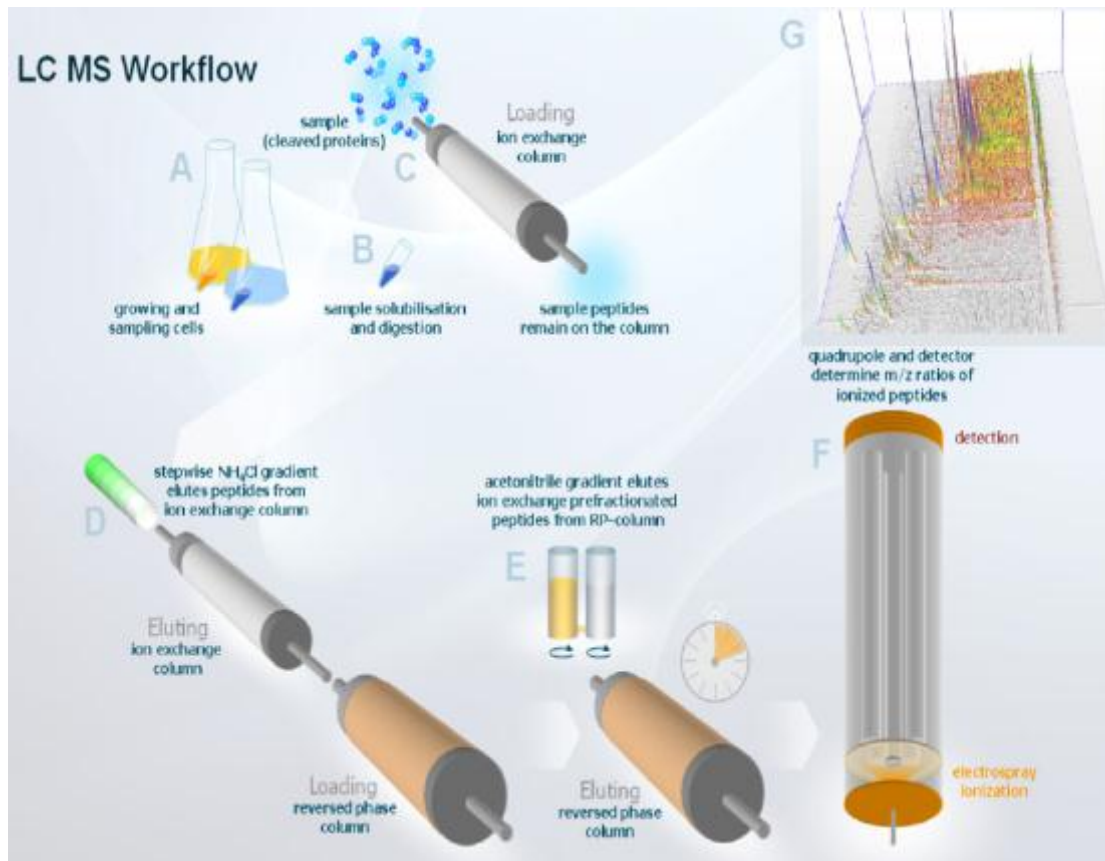 LC MS Workflow
A
growing and
sampling cells
B
sample solubilisation
and digestion
sample
(cleaved proteins)
C
Loading
ion exchange
column
sample peptides
remain on the column
D
stepwise NH₄Cl gradient
elutes peptides from
ion exchange column
Eluting
ion exchange
column
Loading
reversed phase
column
acetonitrile gradient elutes
ion exchange prefractionated
peptides from RP-column
E
Eluting
reversed phase
column
F
detection
electrospray
ionization
G
quadrupole and detector
determine m/z ratios of
ionized peptides